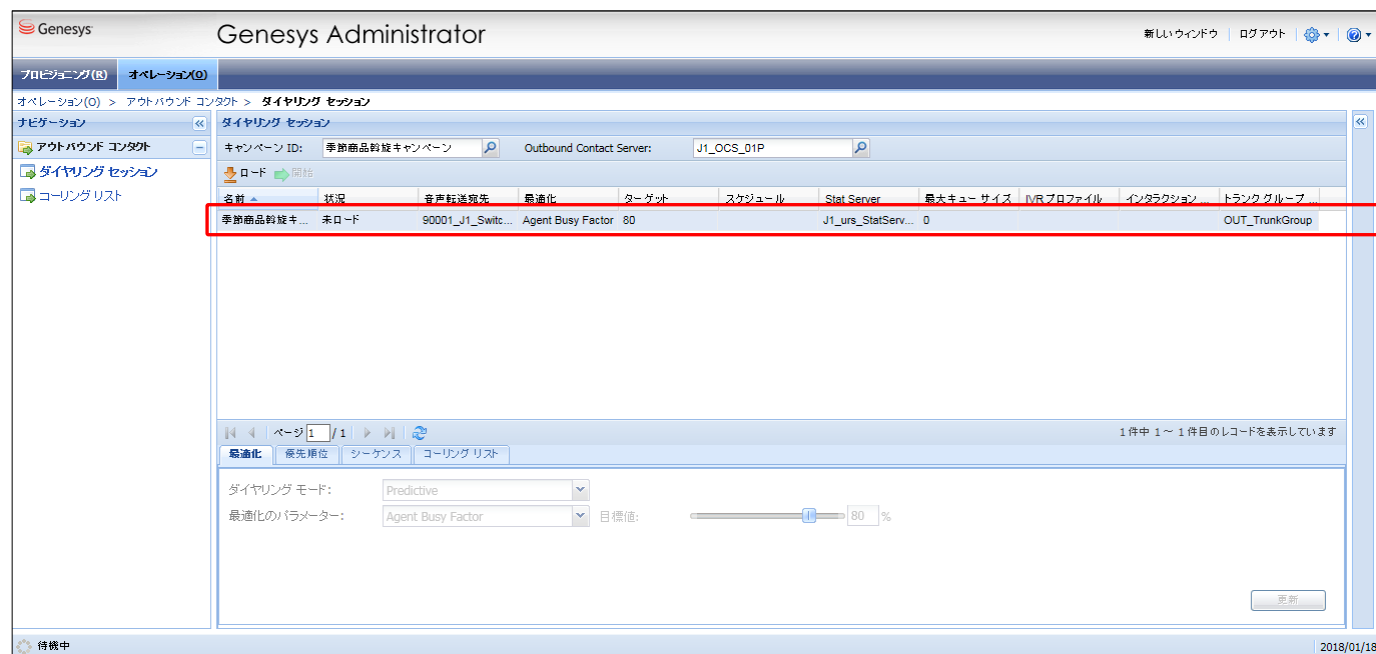 Genesys
Genesys Administrator
新しいウィンドウ | ログアウト
プロビジョニング(R) オペレーション(O)
オペレーション(O) > アウトバウンド コンタクト > ダイヤリング セッション
ナビゲーション
ダイヤリング セッション
アウトバウンド コンタクト
キャンペーン ID: 季節商品斡旋キャンペーン Outbound Contact Server: J1_OCS_01P
ダイヤリング セッション
ロード 開始
コーリング リスト
名前 状況 音声転送宛先 最適化 ターゲット スケジュール Stat Server 最大キュー サイズ IVR プロファイル インタラクション ... トランク グループ ...
季節商品斡旋キ... 未ロード 90001_J1_Switc... Agent Busy Factor 80 J1_urs_StatServ... 0 OUT_TrunkGroup
ページ 1 / 1
1 件中 1 ~ 1 件目のレコードを表示しています
最適化 優先順位 シーケンス コーリング リスト
ダイヤリング モード: Predictive
最適化のパラメーター: Agent Busy Factor 目標値: 80 %
更新
待機中
2018/01/18